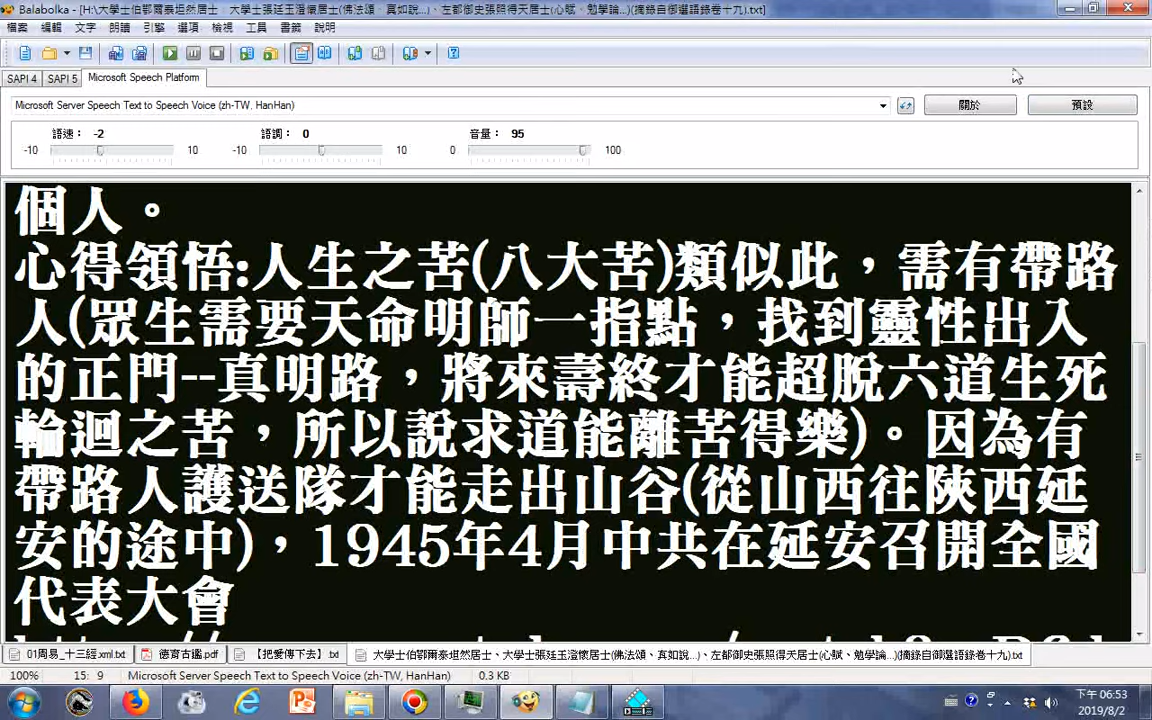 Balabolka - [H:\大學士伯鄂爾泰坦然居士、大學士張廷玉澄懷居士(佛法頌、真如說...)、左都御史張照得天居士(心賦、勉學論...)(摘錄自御選語錄卷十九).txt]
檔案 編輯 文字 朗讀 引擎 選項 檢視 工具 書籤 說明
SAPI 4 SAPI 5 Microsoft Speech Platform
Microsoft Server Speech Text to Speech Voice (zh-TW, HanHan) 關於 預設
語速： -2 語調： 0 音量： 95
-10 10 -10 10 0 100
個人。
心得領悟:人生之苦(八大苦)類似此，需有帶路
人(眾生需要天命明師一指點，找到靈性出入
的正門--真明路，將來壽終才能超脫六道生死
輪迴之苦，所以說求道能離苦得樂)。因為有
帶路人護送隊才能走出山谷(從山西往陝西延
安的途中)，1945年4月中共在延安召開全國
代表大會
01周易_十三經.xml.txt 德育古鑑.pdf 【把愛傳下去】.txt 大學士伯鄂爾泰坦然居士、大學士張廷玉澄懷居士(佛法頌、真如說...)、左都御史張照得天居士(心賦、勉學論...)(摘錄自御選語錄卷十九).txt
100% 15: 9 Microsoft Server Speech Text to Speech Voice (zh-TW, HanHan) 0.3 KB
下午 06:53
2019/8/2